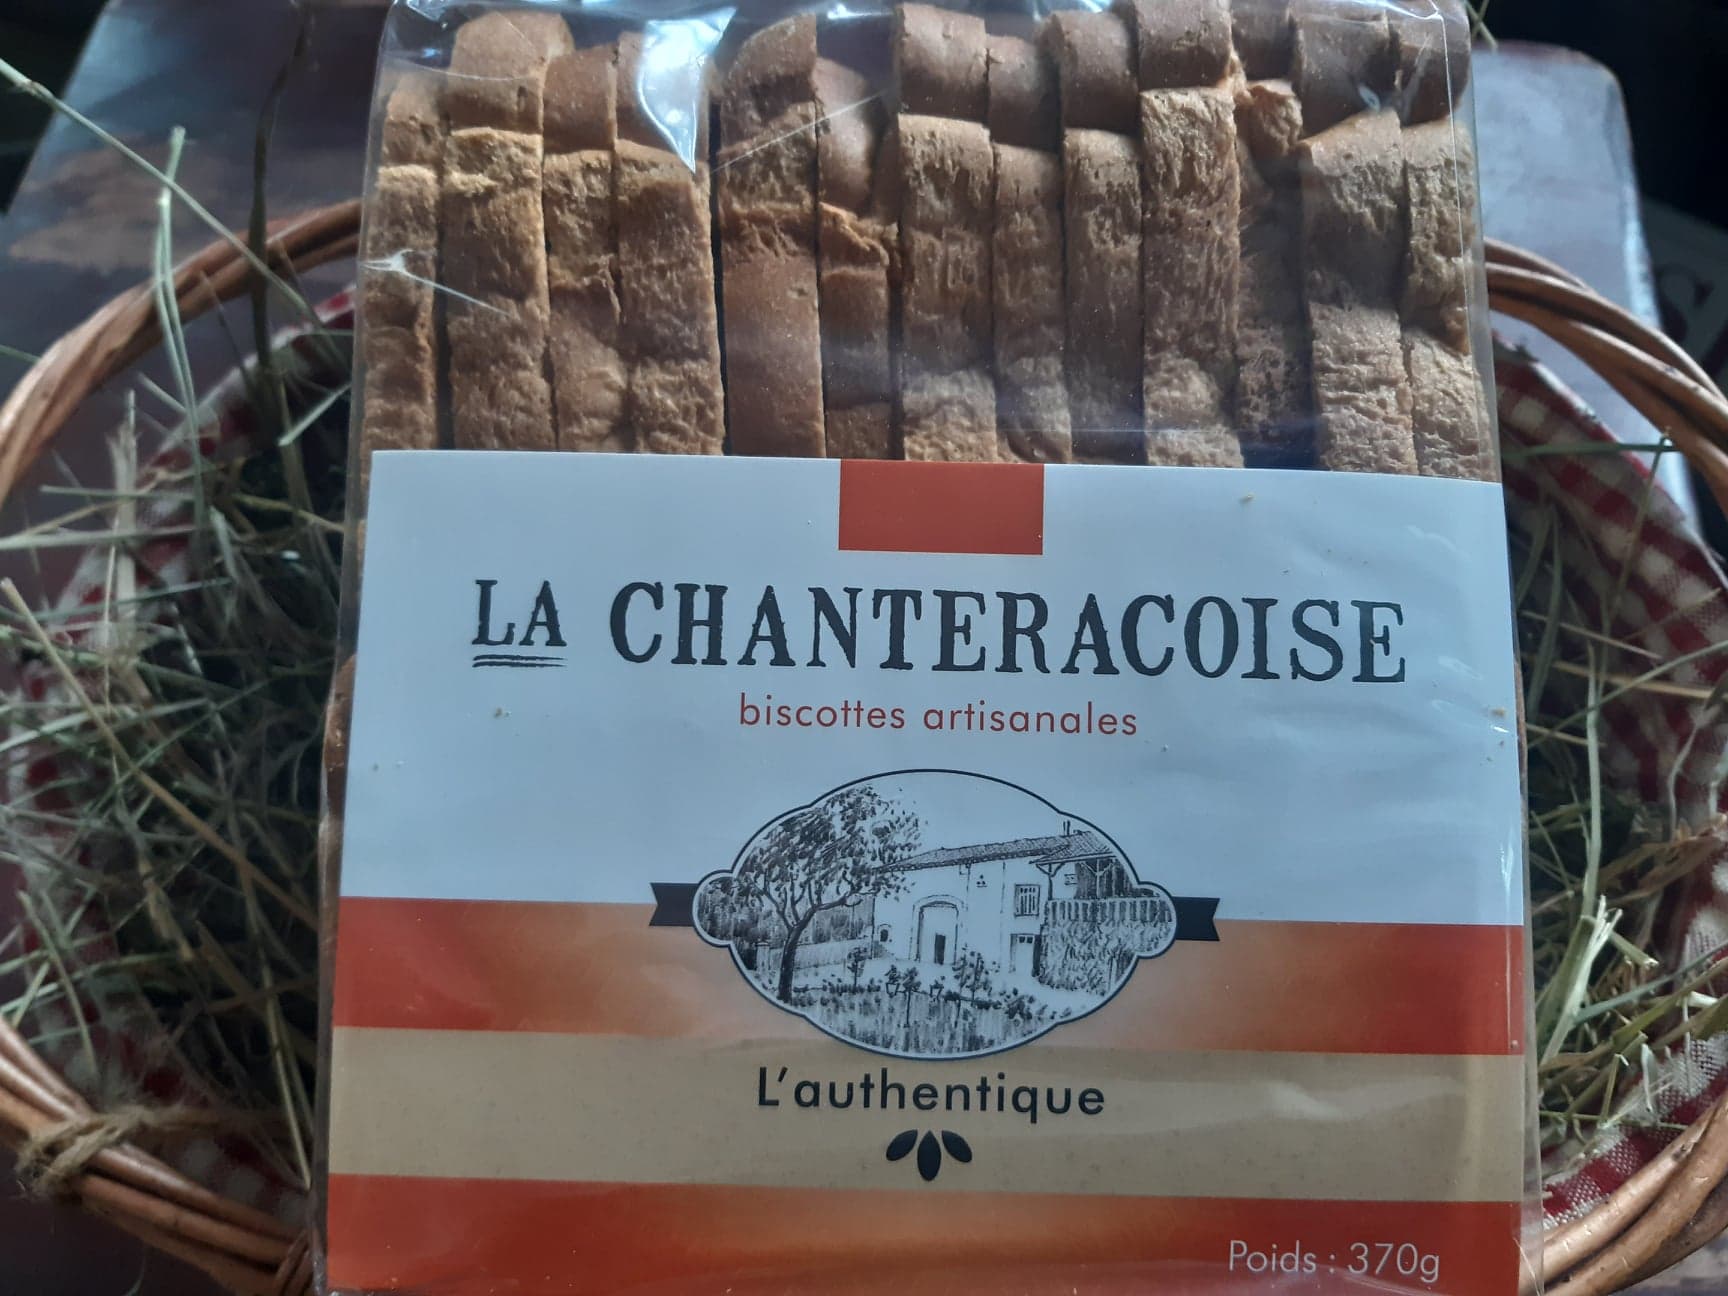 LA CHANTERACOISE
biscottes artisanales
L'authentique
Poids : 370g